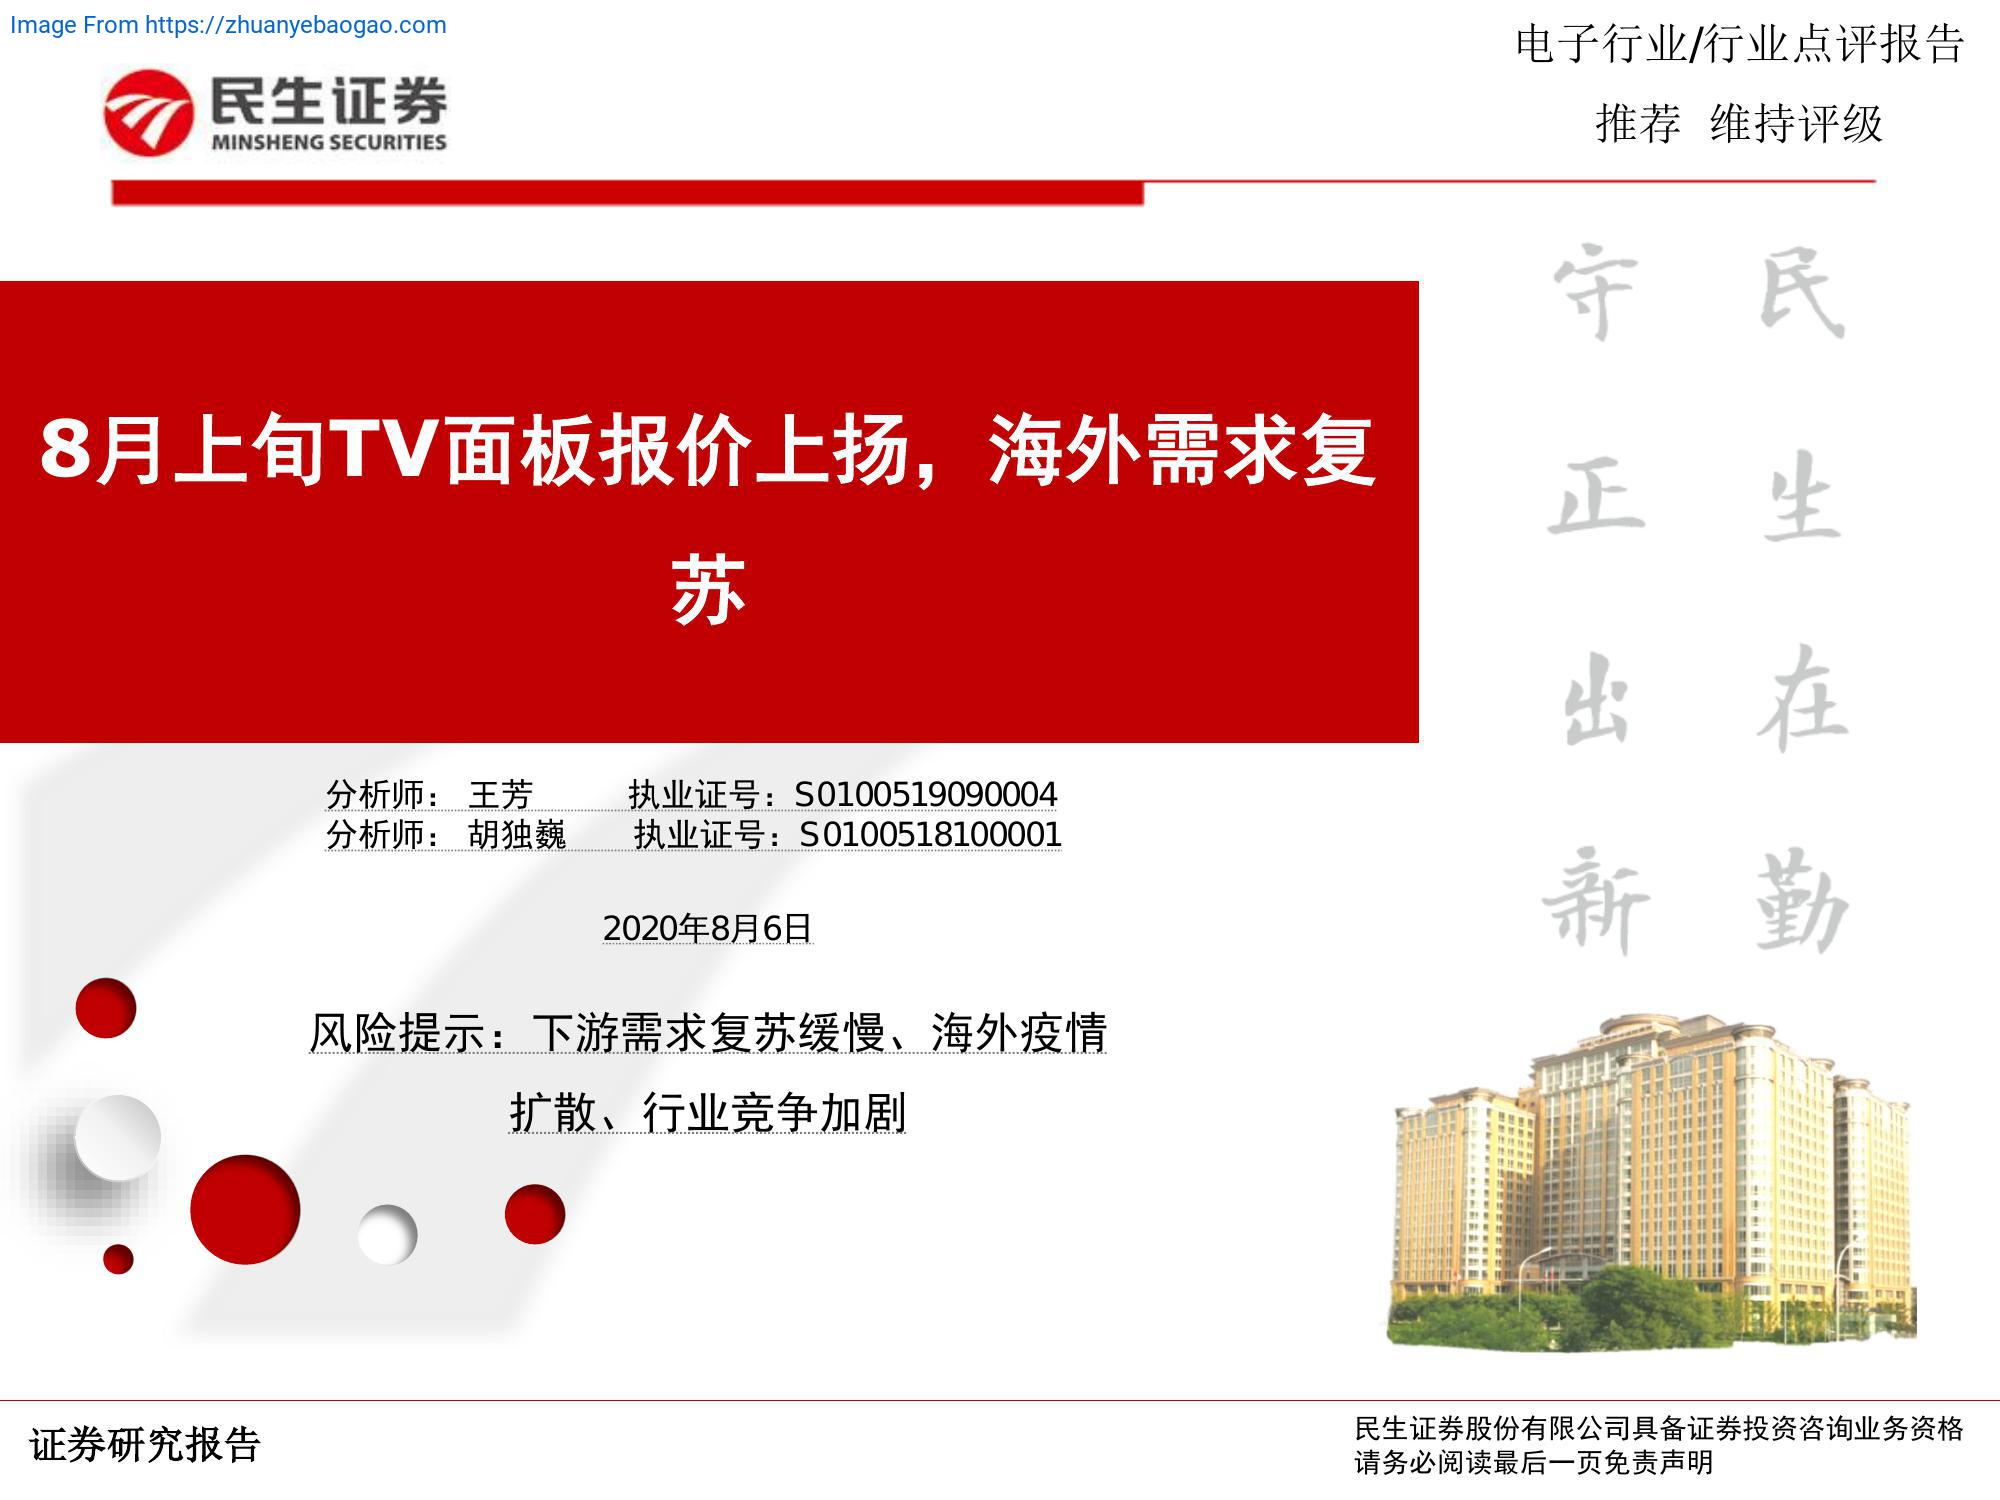 Image From https://zhuanyebaogao.com
电子行业/行业点评报告
民生证券
MINSHENG SECURITIES
推荐 维持评级
8月上旬TV面板报价上扬，海外需求复
苏
民生在勤
守正出新
分析师： 王芳 执业证号：S0100519090004
分析师： 胡独巍 执业证号：S0100518100001
2020年8月6日
风险提示：下游需求复苏缓慢、海外疫情
扩散、行业竞争加剧
证券研究报告
民生证券股份有限公司具备证券投资咨询业务资格
请务必阅读最后一页免责声明